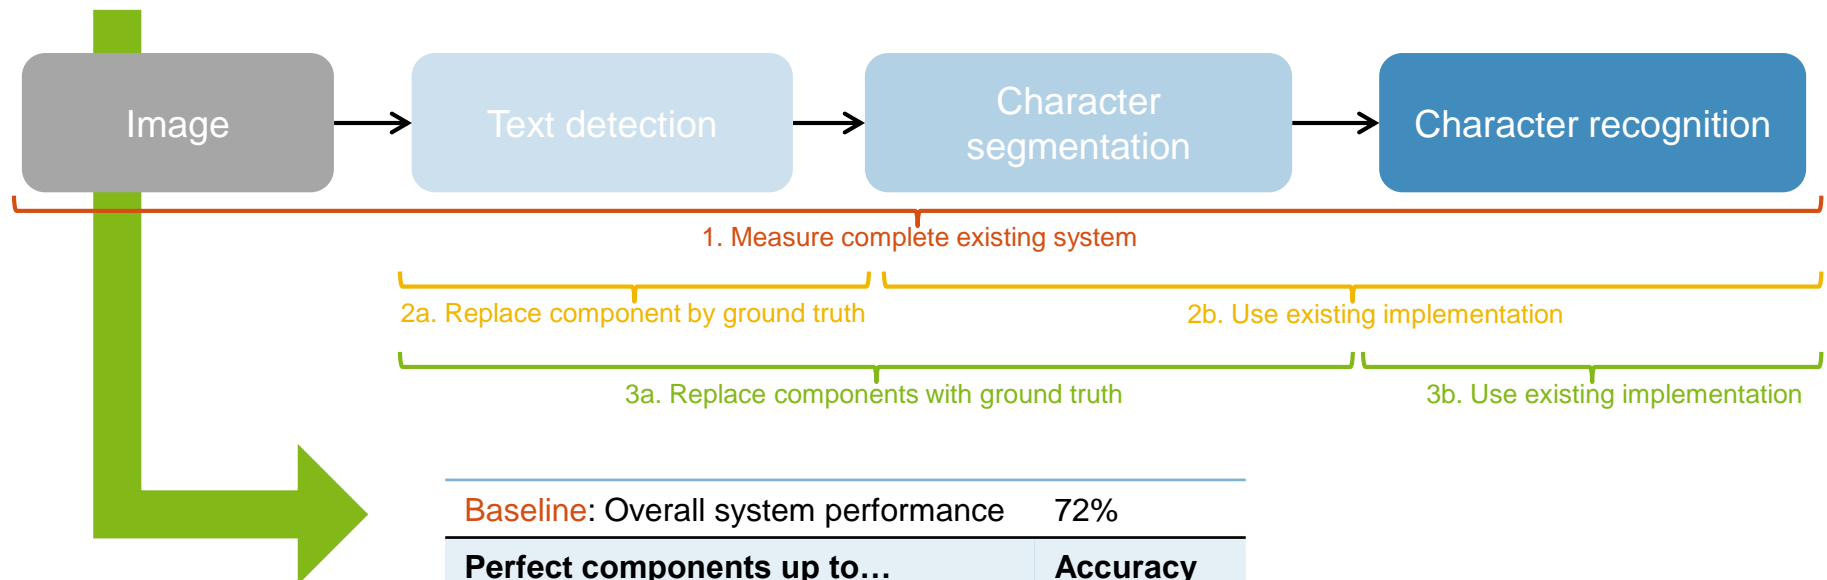 Image
Text detection
Character
segmentation
Character recognition
1. Measure complete existing system
2a. Replace component by ground truth
2b. Use existing implementation
3a. Replace components with ground truth
3b. Use existing implementation
Baseline: Overall system performance 72%
Perfect components up to… Accuracy